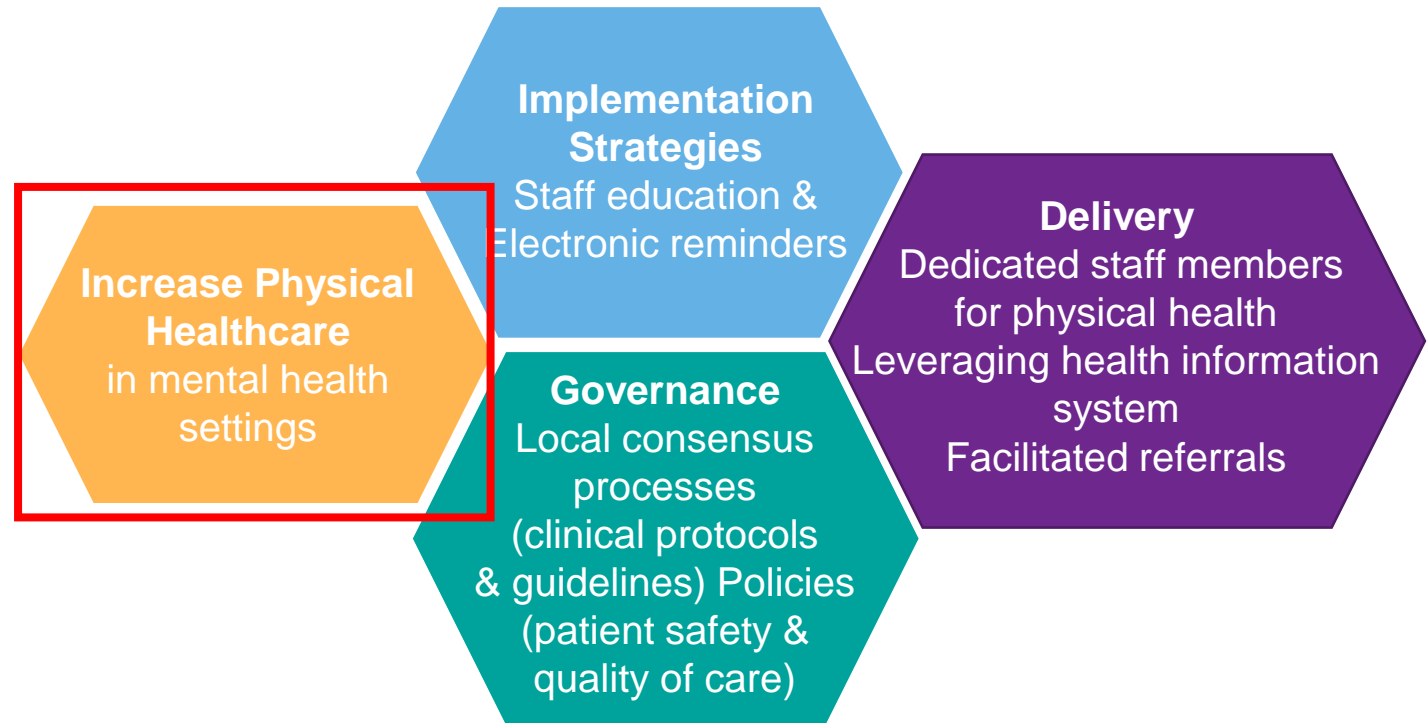 Implementation
Strategies
Staff education &
Electronic reminders
Increase Physical
Healthcare
in mental health
settings
Delivery
Dedicated staff members
for physical health
Leveraging health information
system
Facilitated referrals
Governance
Local consensus
processes
(clinical protocols
& guidelines) Policies
(patient safety &
quality of care)